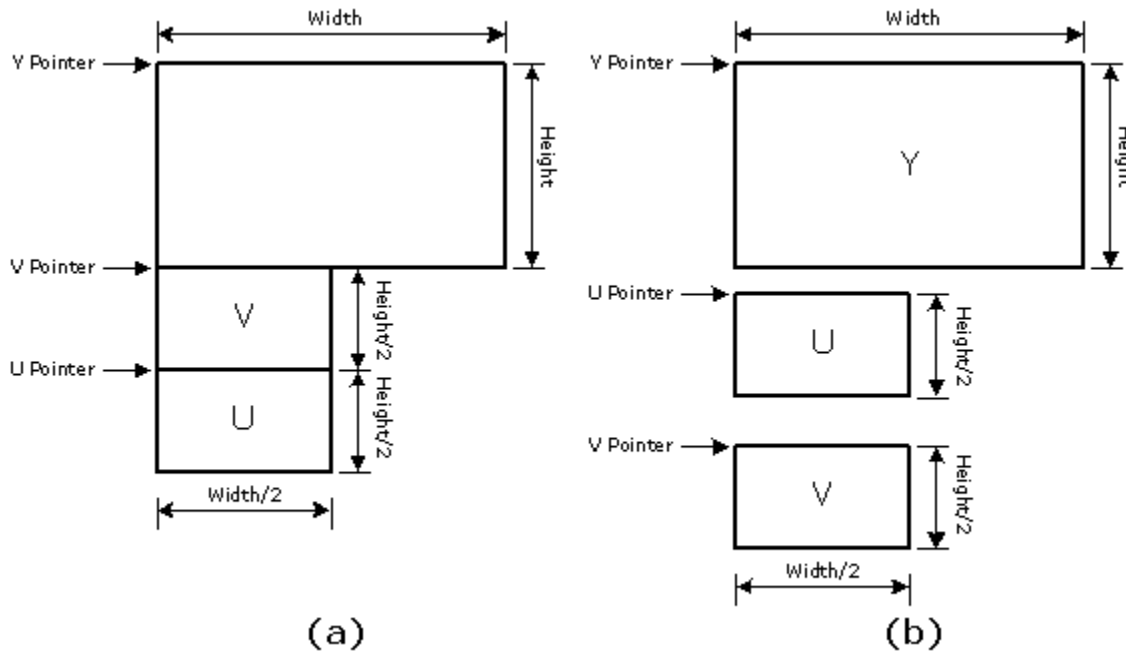 Width
Y Pointer
Height
V Pointer
V
Height/2
U Pointer
U
Height/2
Width/2
(a)
Width
Y Pointer
Y
Height
U Pointer
U
Height/2
V Pointer
V
Height/2
Width/2
(b)